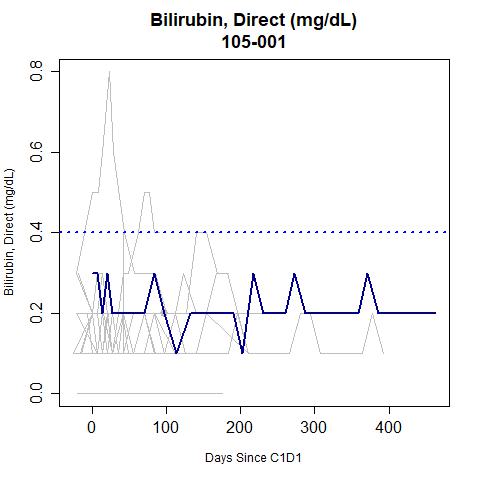 Bilirubin, Direct (mg/dL)
105-001
Bilirubin, Direct (mg/dL)
0.8
0.6
0.4
0.2
0.0
0 100 200 300 400
Days Since C1D1